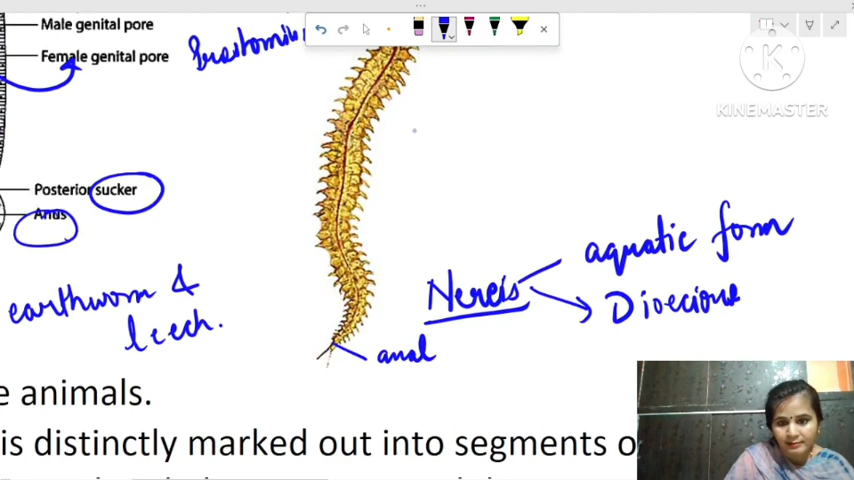 Male genital pore
Female genital pore
KINEMASTER
Posterior sucker
Anus
aquatic form
Nereis
Dioecious
earthworm &
leech.
anal
e animals.
is distinctly marked out into segments o